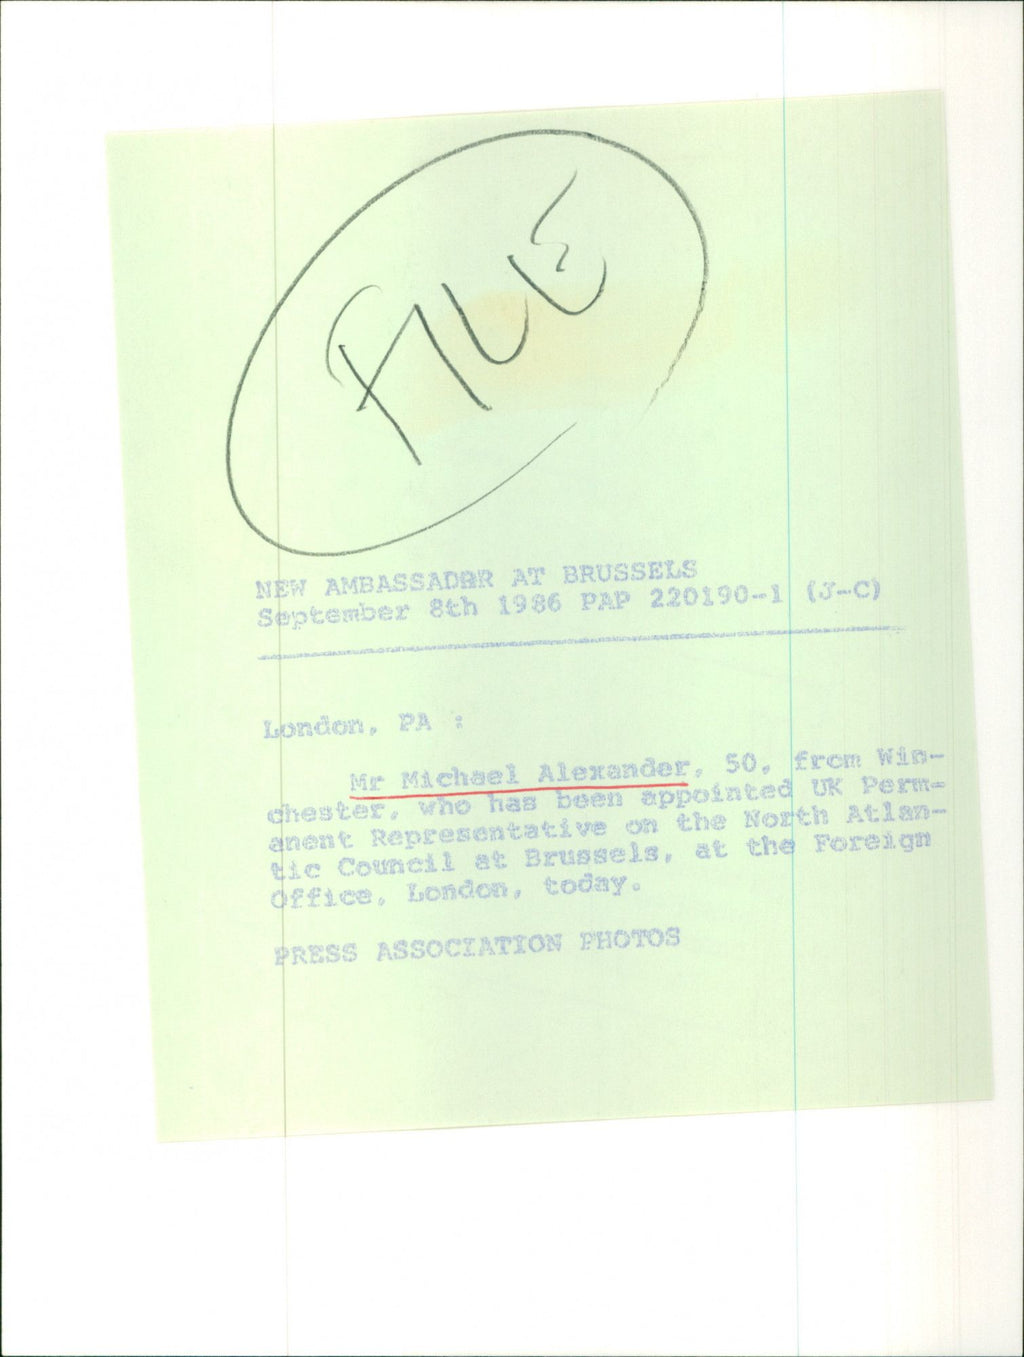 FILE
NEW AMBASSADOR AT BRUSSELS
September 8th 1986 PAP 220190-1 (J-C)
London, PA :
Mr Michael Alexander, 50, from Win-
chester, who has been appointed UK Perm-
anent Representative on the North Atlan-
tic Council at Brussels, at the Foreign
Office, London, today.
PRESS ASSOCIATION PHOTOS